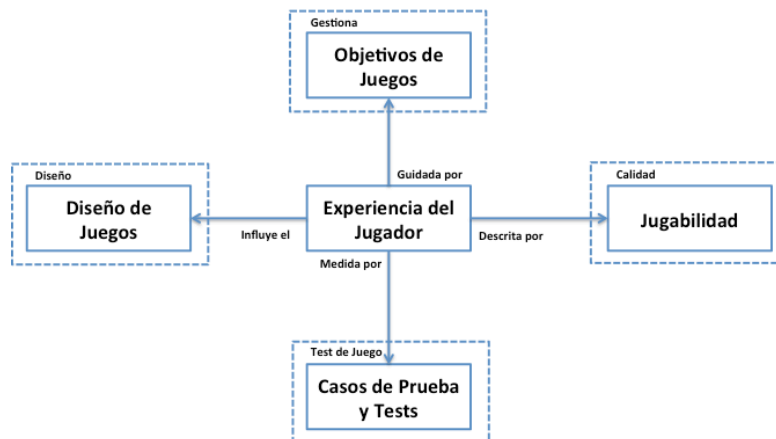 Gestiona
Objetivos de
Juegos
Guiada por
Diseño
Diseño de
Juegos
Influye el
Experiencia del
Jugador
Descrita por
Calidad
Jugabilidad
Medida por
Test de Juego
Casos de Prueba
y Tests